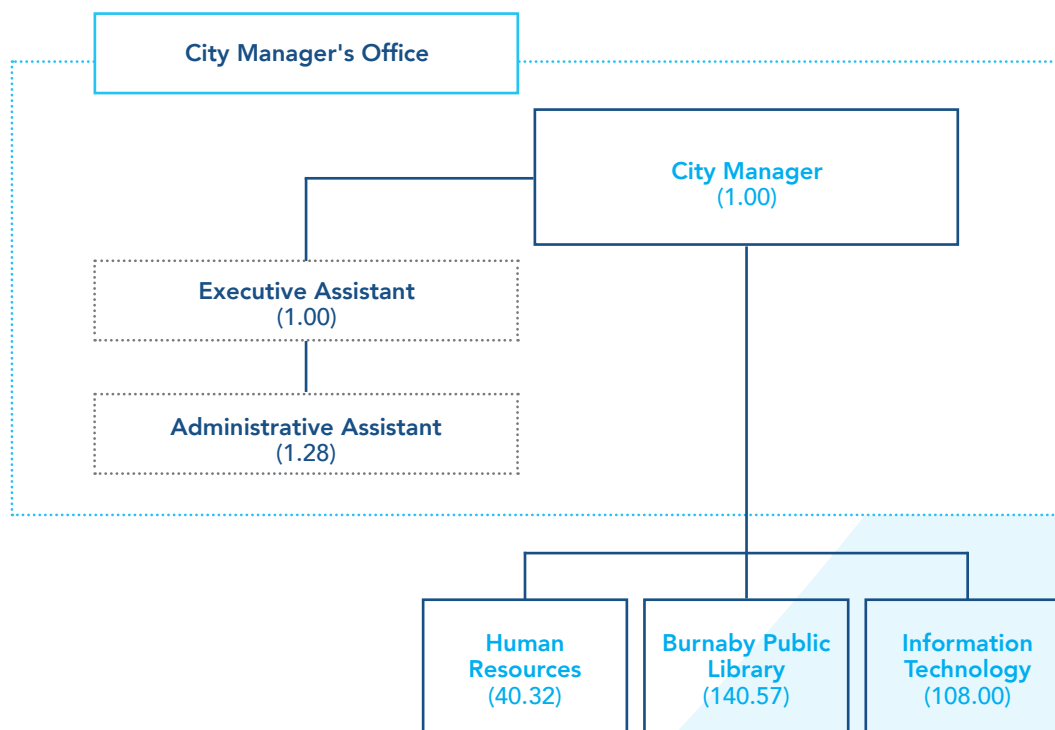 City Manager's Office
City Manager
(1.00)
Executive Assistant
(1.00)
Administrative Assistant
(1.28)
Human
Resources
(40.32)
Burnaby Public
Library
(140.57)
Information
Technology
(108.00)